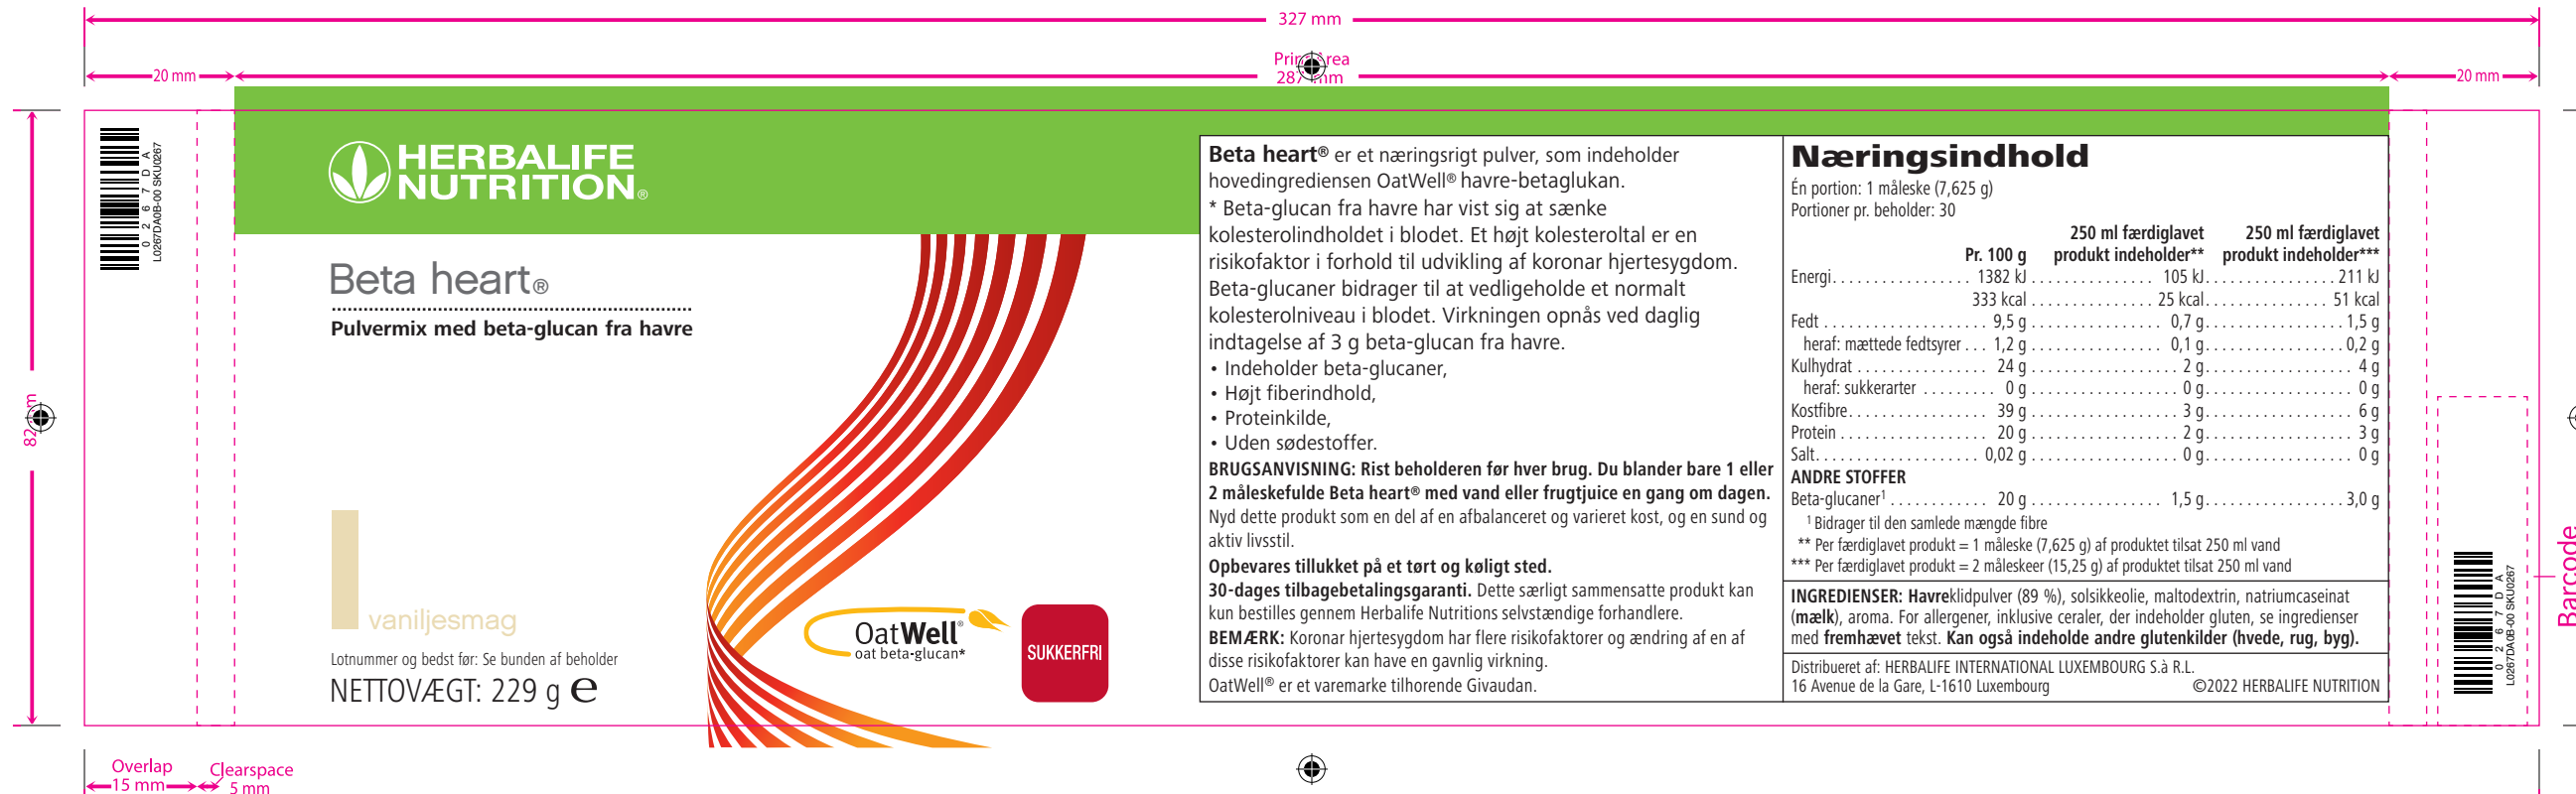 327 mm
20 mm
287 mm
20 mm
HERBALIFE
NUTRITION®
Beta heart®
Pulvermix med beta-glucan fra havre
vaniljesmag
Lotnummer og bedst før: Se bunden af beholder
NETTOVÆGT: 229 g ℮
OatWell®
oat beta-glucan*
SUKKERFRI
Beta heart® er et næringsrigt pulver, som indeholder
hovedingrediensen OatWell® havre-betaglukan.
* Beta-glucan fra havre har vist sig at sænke
kolesterolindholdet i blodet. Et højt kolesteroltal er en
risikofaktor i forhold til udvikling af koronar hjertesygdom.
Beta-glucaner bidrager til at vedligeholde et normalt
kolesterolniveau i blodet. Virkningen opnås ved daglig
indtagelse af 3 g beta-glucan fra havre.
• Indeholder beta-glucaner,
• Højt fiberindhold,
• Proteinkilde,
• Uden sødestoffer.
BRUGSANVISNING: Rist beholderen før hver brug. Du blander bare 1 eller
2 måleskefulde Beta heart® med vand eller frugtjuice en gang om dagen.
Nyd dette produkt som en del af en afbalanceret og varieret kost, og en sund og
aktiv livsstil.
Opbevares tillukket på et tørt og køligt sted.
30-dages tilbagebetalingsgaranti. Dette særligt sammensatte produkt kan
kun bestilles gennem Herbalife Nutritions selvstændige forhandlere.
BEMÆRK: Koronar hjertesygdom har flere risikofaktorer og ændring af en af
disse risikofaktorer kan have en gavnlig virkning.
OatWell® er et varemarke tilhorende Givaudan.
Næringsindhold
Én portion: 1 måleske (7,625 g)
Portioner pr. beholder: 30
250 ml færdiglavet 250 ml færdiglavet
Pr. 100 g produkt indeholder** produkt indeholder***
Energi 1382 kJ 105 kJ 211 kJ
333 kcal 25 kcal 51 kcal
Fedt 9,5 g 0,7 g 1,5 g
heraf: mættede fedtsyrer 1,2 g 0,1 g 0,2 g
Kulhydrat 24 g 2 g 4 g
heraf: sukkerarter 0 g 0 g 0 g
Kostfibre 39 g 3 g 6 g
Protein 20 g 2 g 3 g
Salt 0,02 g 0 g 0 g
ANDRE STOFFER
Beta-glucaner¹ 20 g 1,5 g 3,0 g
¹ Bidrager til den samlede mængde fibre
** Per færdiglavet produkt = 1 måleske (7,625 g) af produktet tilsat 250 ml vand
*** Per færdiglavet produkt = 2 måleskeer (15,25 g) af produktet tilsat 250 ml vand
INGREDIENSER: Havreklidpulver (89 %), solsikkeolie, maltodextrin, natriumcaseinat
(mælk), aroma. For allergener, inklusive ceraler, der indeholder gluten, se ingredienser
med fremhævet tekst. Kan også indeholde andre glutenkilder (hvede, rug, byg).
Distribueret af: HERBALIFE INTERNATIONAL LUXEMBOURG S.à R.L.
16 Avenue de la Gare, L-1610 Luxembourg ©2022 HERBALIFE NUTRITION
0267DA
L0267DA0B-00 SKU0267
0267DA
L0267DA0B-00 SKU0267
Barcode
Overlap
15 mm
Clearspace
5 mm